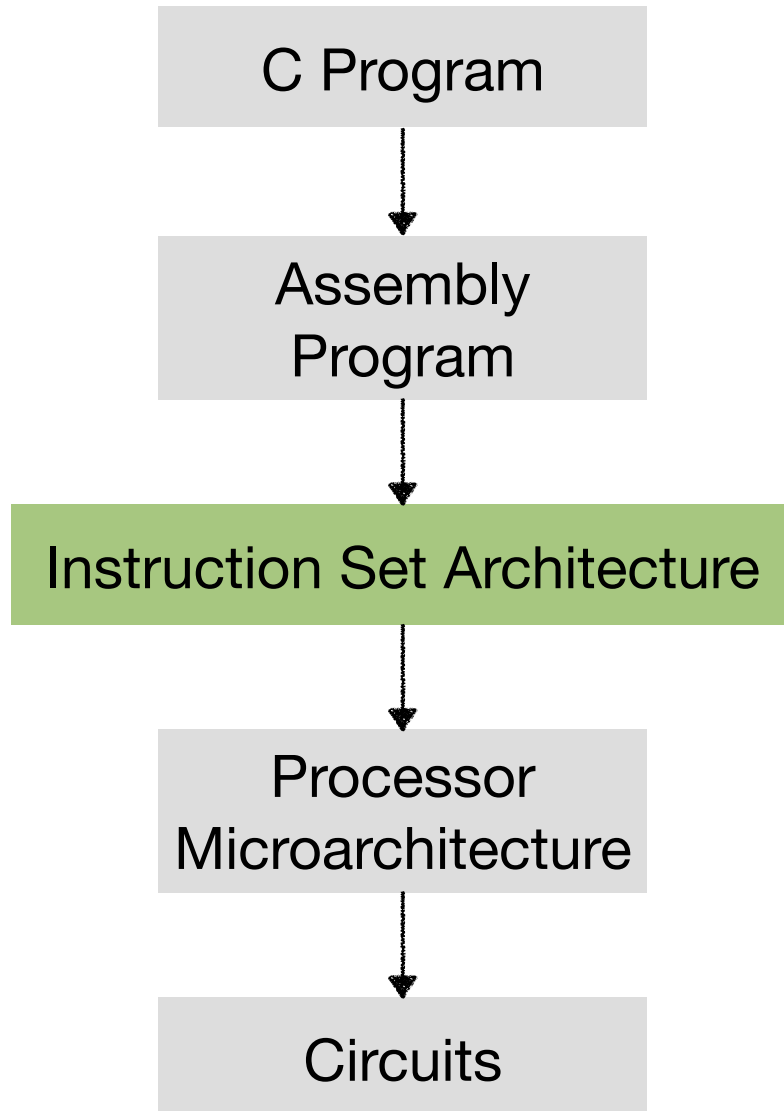 C Program
Assembly
Program
Instruction Set Architecture
Processor
Microarchitecture
Circuits